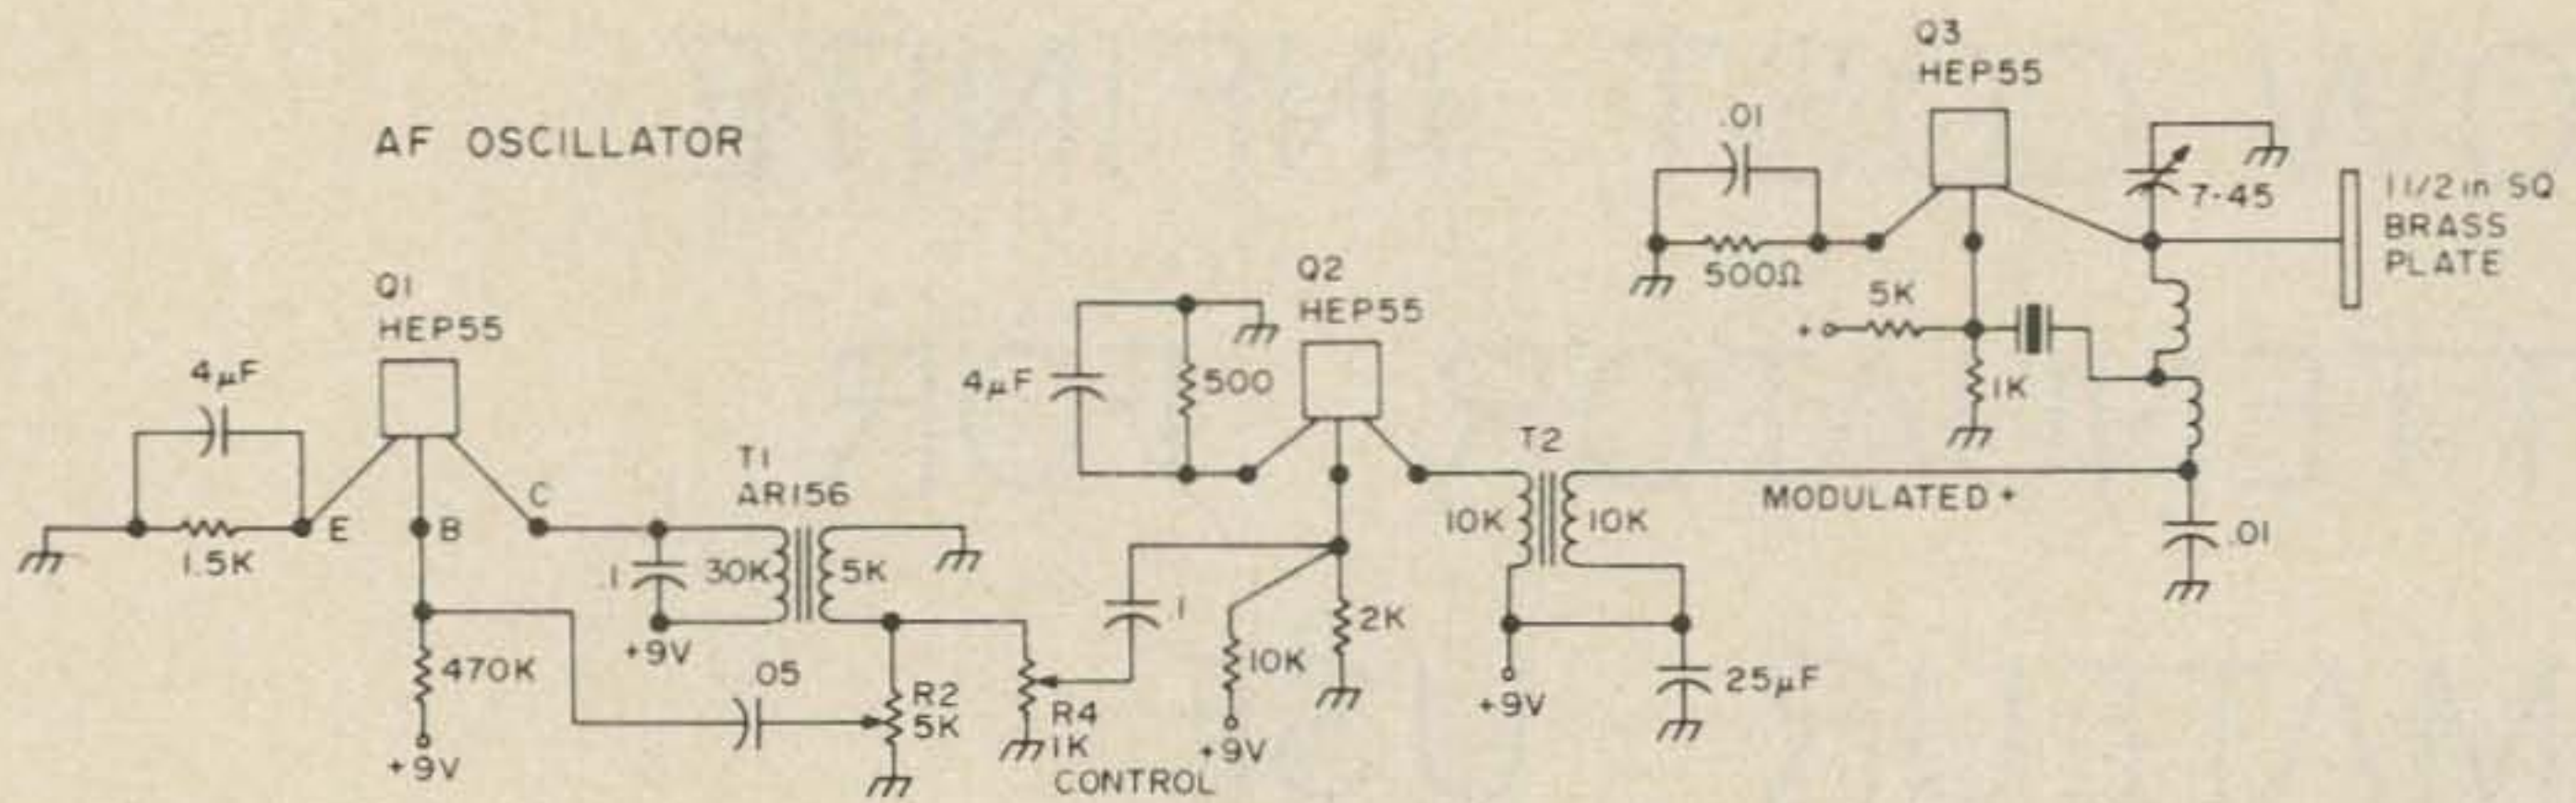 AF OSCILLATOR
Q1
HEP55
4µF
1.5K
E
B
C
470K
+9V
.1
+9V
T1
AR156
30K
5K
05
R2
5K
R4
1K
CONTROL
4µF
500
Q2
HEP55
.1
10K
+9V
2K
T2
10K
10K
+9V
25µF
MODULATED +
.01
Q3
HEP55
.01
500Ω
+
5K
1K
7-45
1 1/2 in SQ
BRASS
PLATE